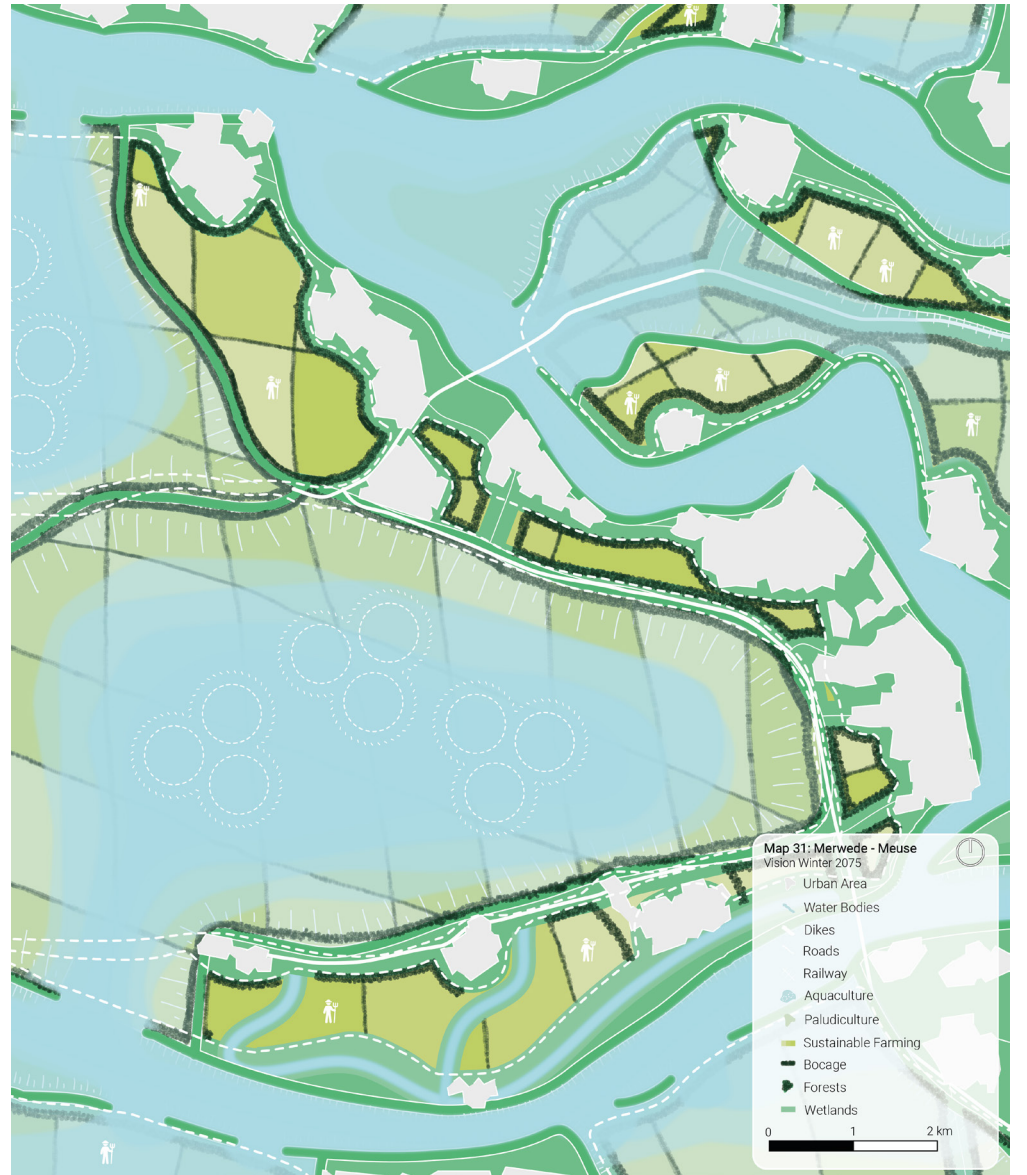 Map 31: Merwede - Meuse
Vision Winter 2075
Urban Area
Water Bodies
Dikes
Roads
Railway
Aquaculture
Paludiculture
Sustainable Farming
Bocage
Forests
Wetlands
0 1 2 km